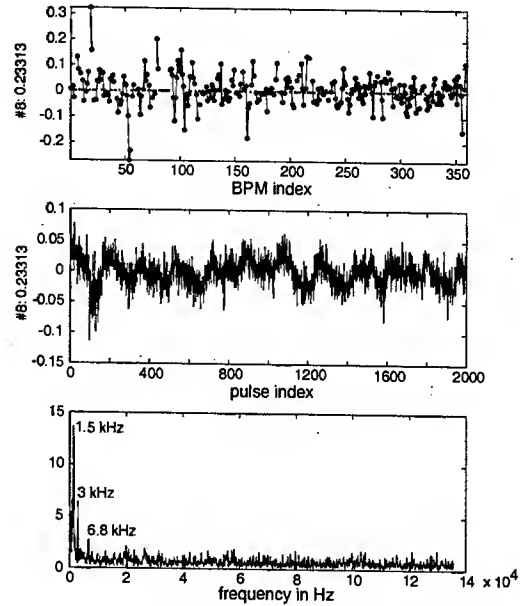 0.3
0.2
0.1
0
-0.1
-0.2
#8: 0.23313
50 100 150 200 250 300 350
BPM index
0.1
0.05
0
-0.05
-0.1
-0.15
#8: 0.23313
0 400 800 1200 1600 2000
pulse index
15
10
5
0
1.5 kHz
3 kHz
6.8 kHz
0 2 4 6 8 10 12 14 x 10^4
frequency in Hz